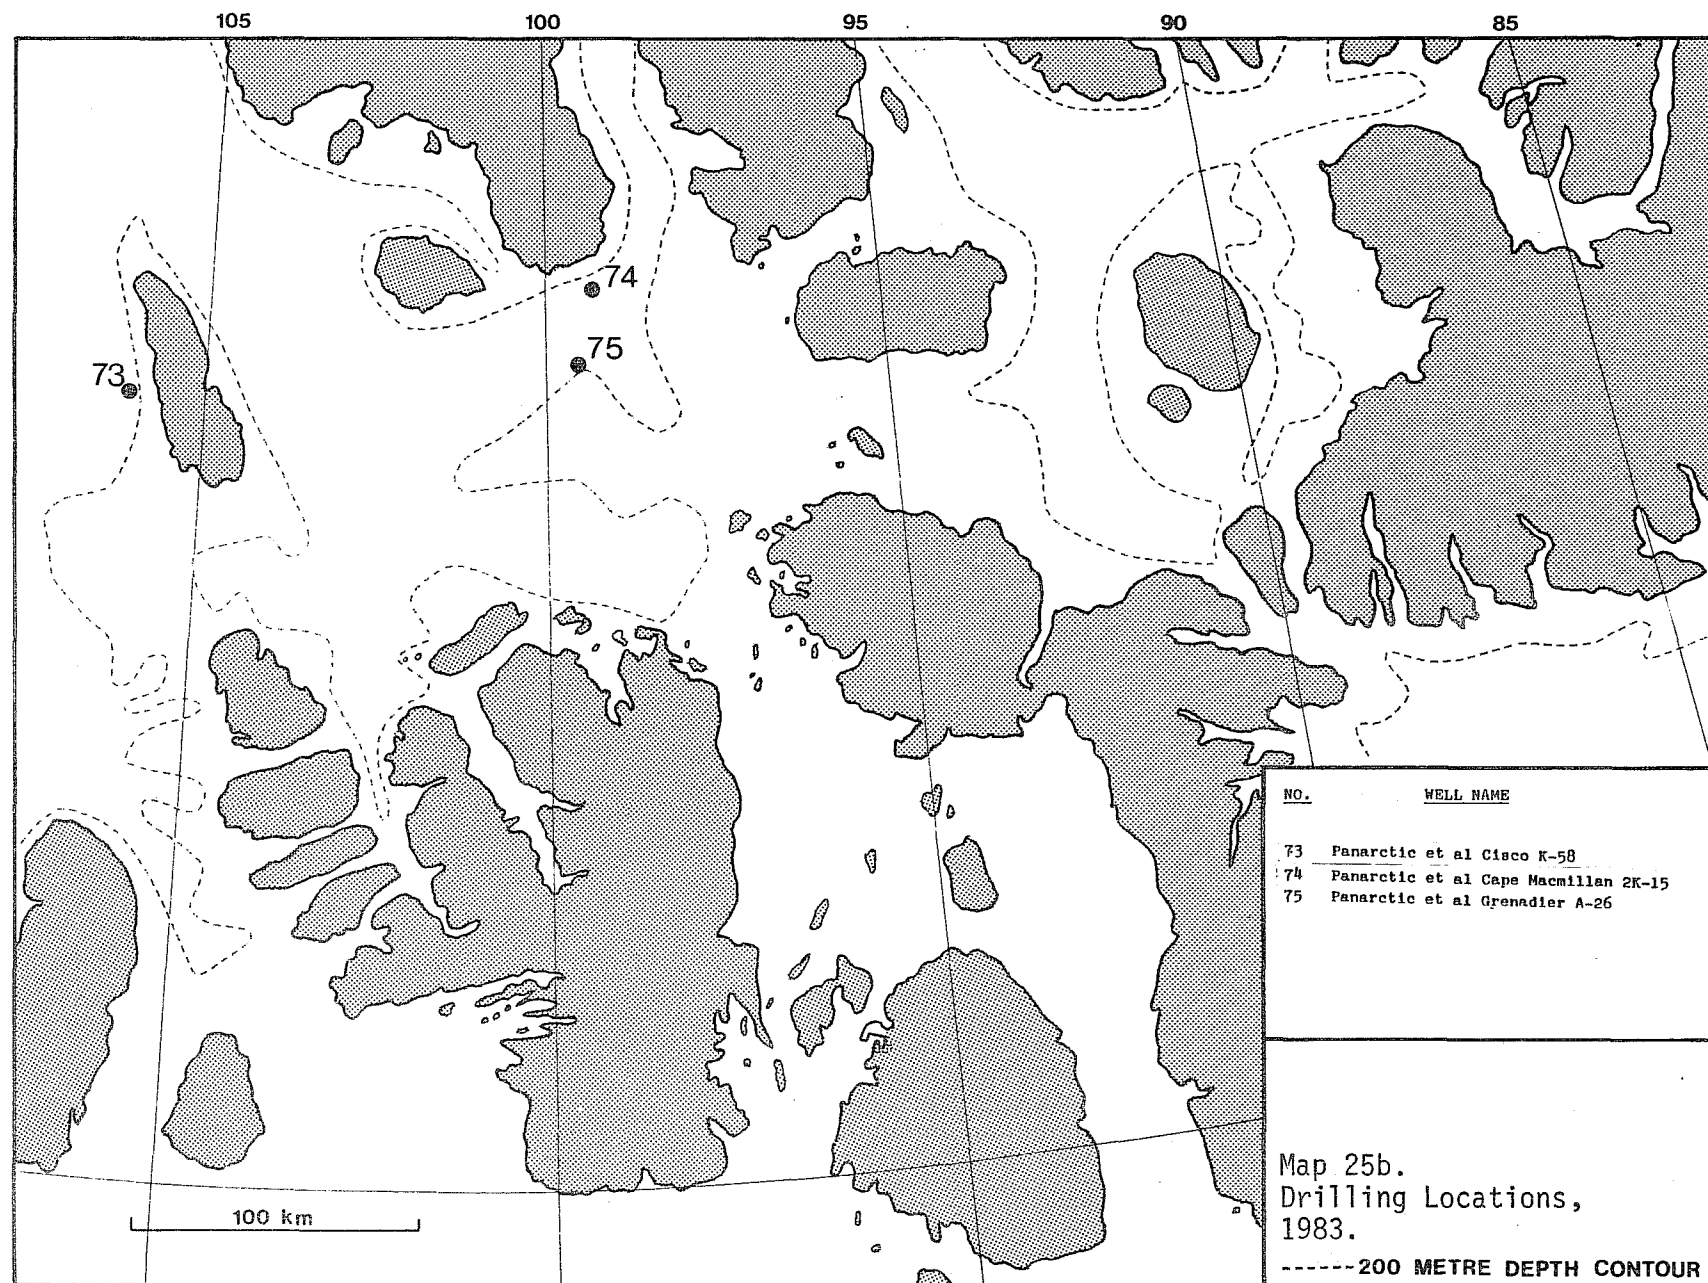 105 100 95 90 85
74
75
73
NO. WELL NAME
73 Panarctic et al Cisco K-58
74 Panarctic et al Cape Macmillan 2K-15
75 Panarctic et al Grenadier A-26
100 km
Map 25b.
Drilling Locations,
1983.
------200 METRE DEPTH CONTOUR